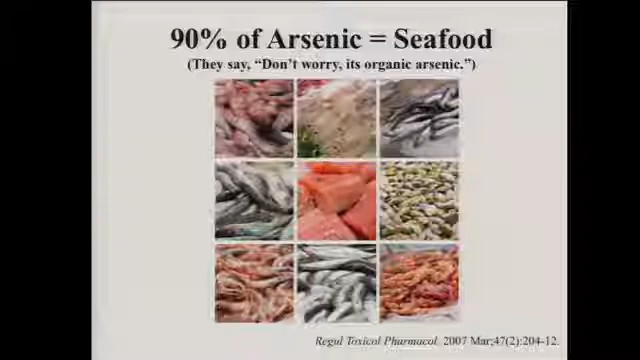 90% of Arsenic = Seafood
(They say, “Don’t worry, its organic arsenic.”)
Regul Toxicol Pharmacol. 2007 Mar;47(2):204-12.